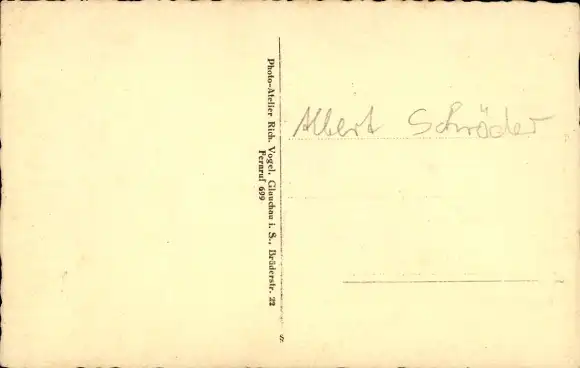 Photo-Atelier Rich. Vogel, Glauchau i. S., Brüderstr. 22
Fernruf 699
Albert Schröder